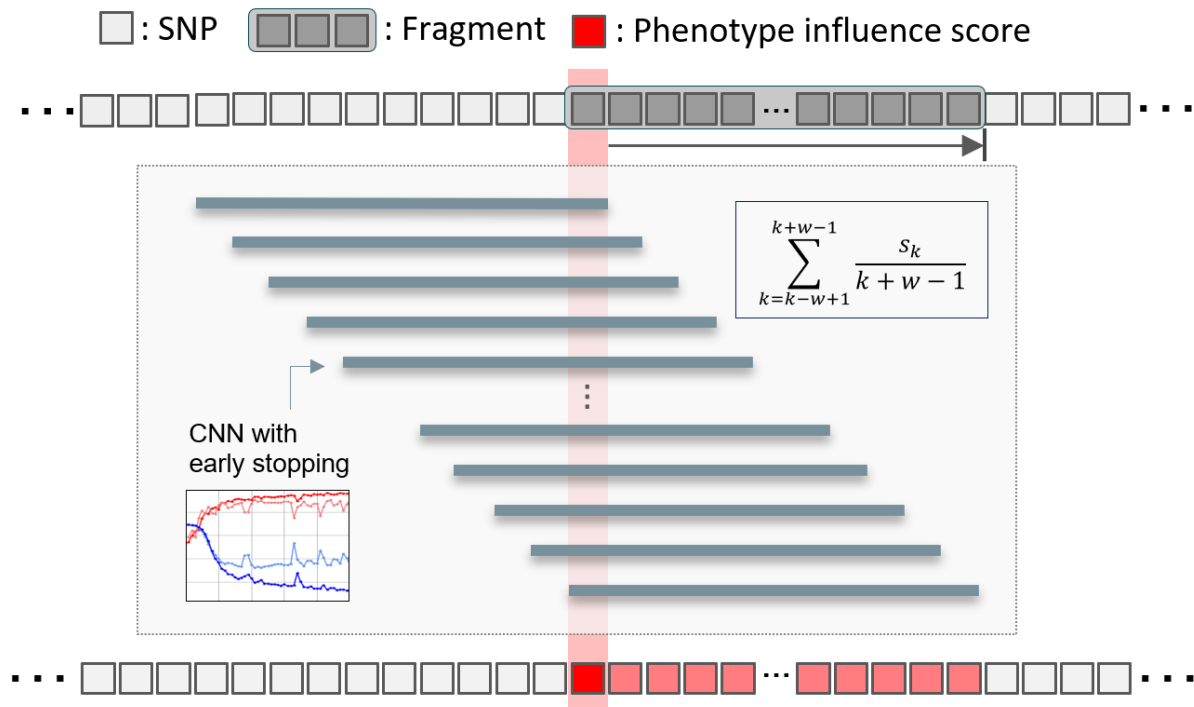 : SNP : Fragment : Phenotype influence score
··· ··· ···
k+w−1
∑ s_k / k + w − 1
k=k−w+1
⋮
CNN with
early stopping
··· ··· ···